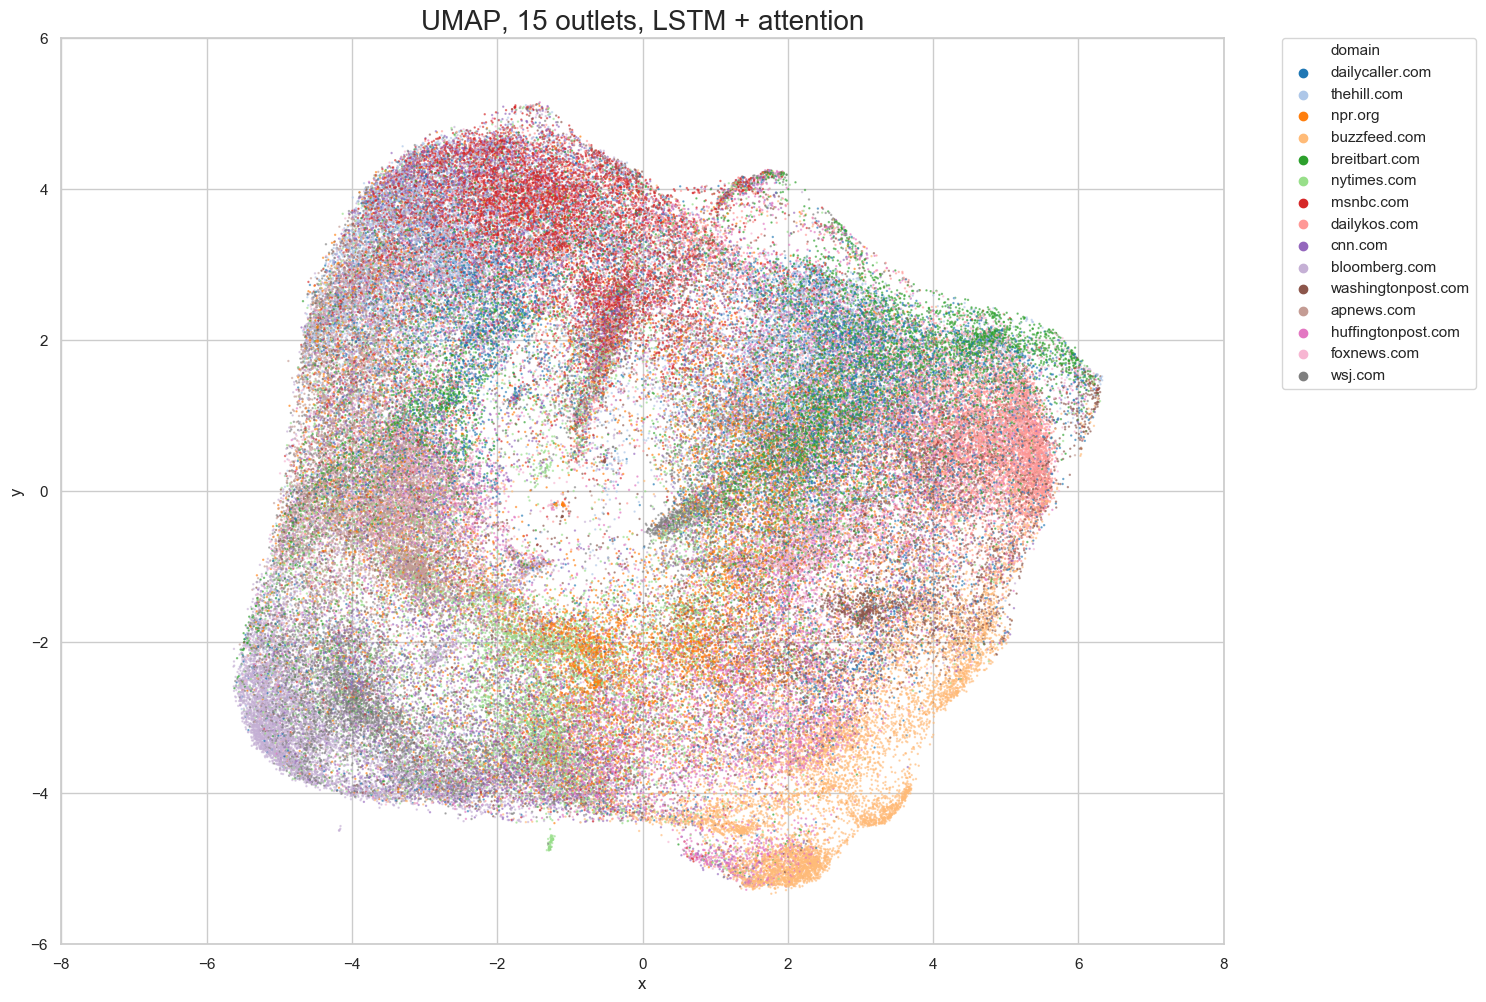 UMAP, 15 outlets, LSTM + attention
6
4
2
0
−2
−4
−6
y
−8
−6
−4
−2
0
2
4
6
8
x
domain
dailycaller.com
thehill.com
npr.org
buzzfeed.com
breitbart.com
nytimes.com
msnbc.com
dailykos.com
cnn.com
bloomberg.com
washingtonpost.com
apnews.com
huffingtonpost.com
foxnews.com
wsj.com